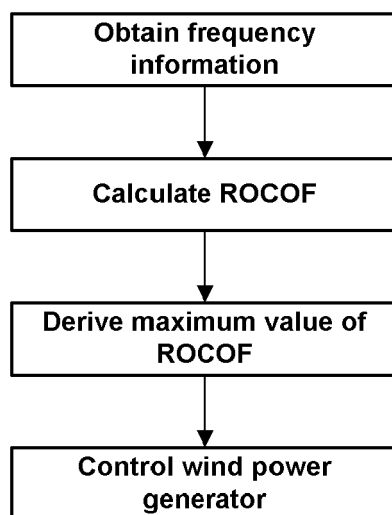 Obtain frequency
information
Calculate ROCOF
Derive maximum value of
ROCOF
Control wind power
generator